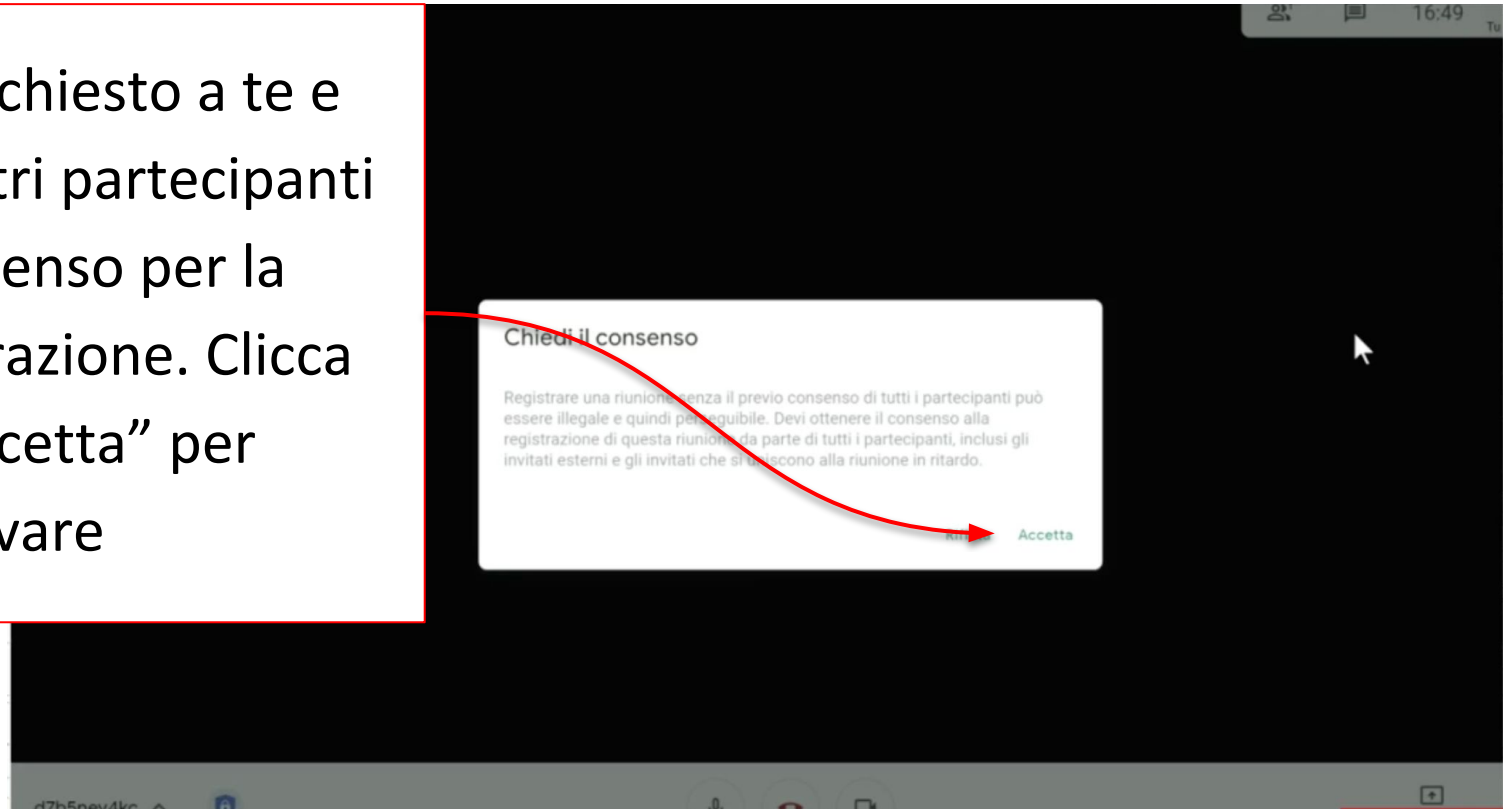 chiesto a te e
tri partecipanti
enso per la
razione. Clicca
cetta” per
vare
16:49
Tu
Chiedi il consenso
Registrare una riunione senza il previo consenso di tutti i partecipanti può
essere illegale e quindi perseguibile. Devi ottenere il consenso alla
registrazione di questa riunione da parte di tutti i partecipanti, inclusi gli
invitati esterni e gli invitati che si uniscono alla riunione in ritardo.
Accetta